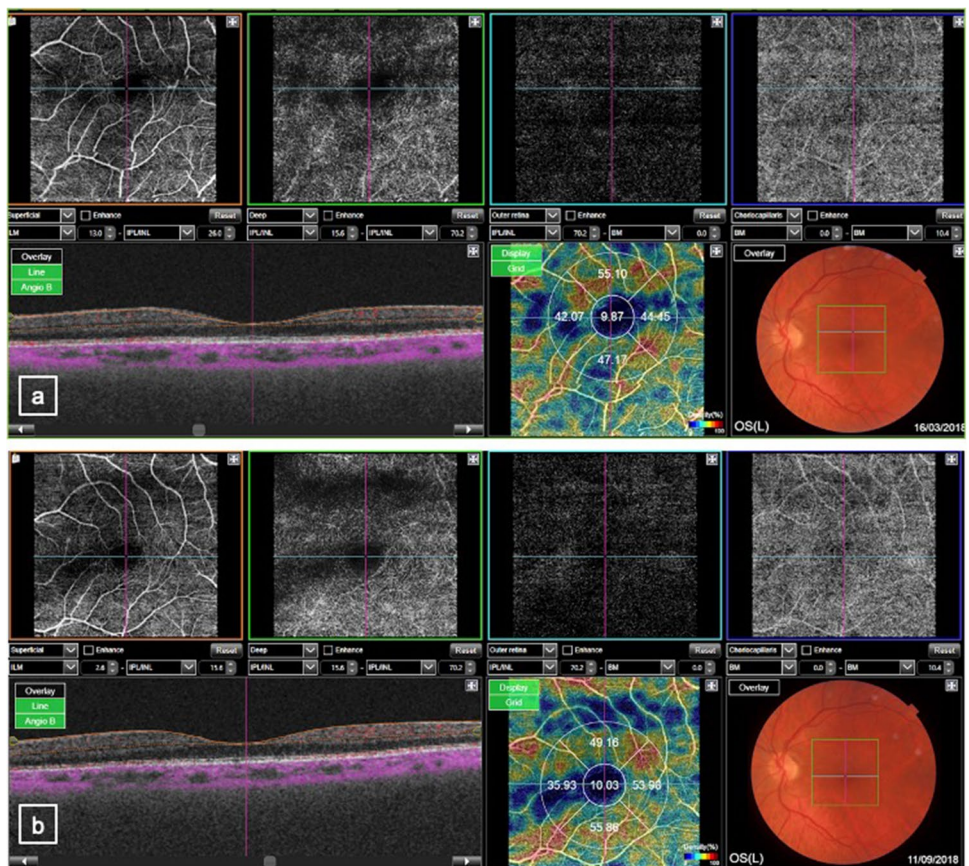 Superficial Enhance Reset Deep Enhance Reset Outer retina Enhance Reset Choriocapillaris Enhance Reset
ILM 13.0 - IPL/INL 26.0 IPL/INL 15.6 - IPL/INL 70.2 IPL/INL 70.2 - BM 0.0 BM 0.0 - BM 10.4
Overlay
Line
Angio B
a
Display
Grid
55.10
42.07 9.87 44.45
47.17
Density(%)
100
Overlay
OS(L) 16/03/2018
Superficial Enhance Reset Deep Enhance Reset Outer retina Enhance Reset Choriocapillaris Enhance Reset
ILM 2.6 - IPL/INL 15.6 IPL/INL 15.6 - IPL/INL 70.2 IPL/INL 70.2 - BM 0.0 BM 0.0 - BM 10.4
Overlay
Line
Angio B
b
Display
Grid
49.16
35.93 10.03
55.86
Density(%)
100
Overlay
OS(L) 11/09/2018